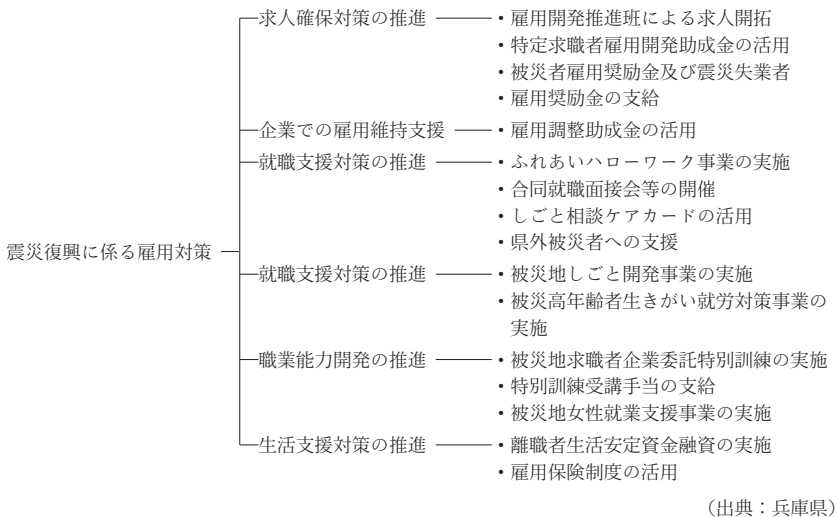 求人確保対策の推進
・雇用開発推進班による求人開拓
・特定求職者雇用開発助成金の活用
・被災者雇用奨励金及び震災失業者
・雇用奨励金の支給
企業での雇用維持支援
・雇用調整助成金の活用
就職支援対策の推進
・ふれあいハローワーク事業の実施
・合同就職面接会等の開催
・しごと相談ケアカードの活用
・県外被災者への支援
震災復興に係る雇用対策
就職支援対策の推進
・被災地しごと開発事業の実施
・被災高年齢者生きがい就労対策事業の
実施
職業能力開発の推進
・被災地求職者企業委託特別訓練の実施
・特別訓練受講手当の支給
・被災地女性就業支援事業の実施
生活支援対策の推進
・離職者生活安定資金融資の実施
・雇用保険制度の活用
（出典：兵庫県）